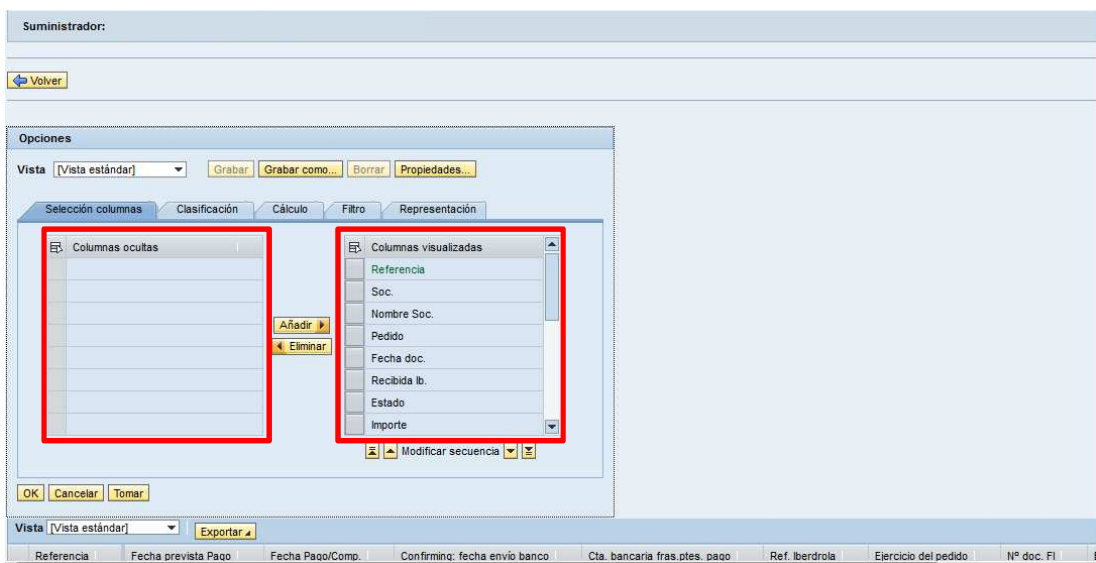 Suministrador:
Volver
Opciones
Vista [Vista estándar] Grabar Grabar como... Borrar Propiedades...
Selección columnas Clasificación Cálculo Filtro Representación
Columnas ocultas Columnas visualizadas
Referencia
Soc.
Nombre Soc.
Añadir
Pedido
Eliminar
Fecha doc.
Recibida Ib.
Estado
Importe
Modificar secuencia
OK Cancelar Tomar
Vista [Vista estándar] Exportar
Referencia Fecha prevista Pago Fecha Pago/Comp. Confirming: fecha envío banco Cta. bancaria fras.ptes. pago Ref. Iberdrola Ejercicio del pedido Nº doc. FI